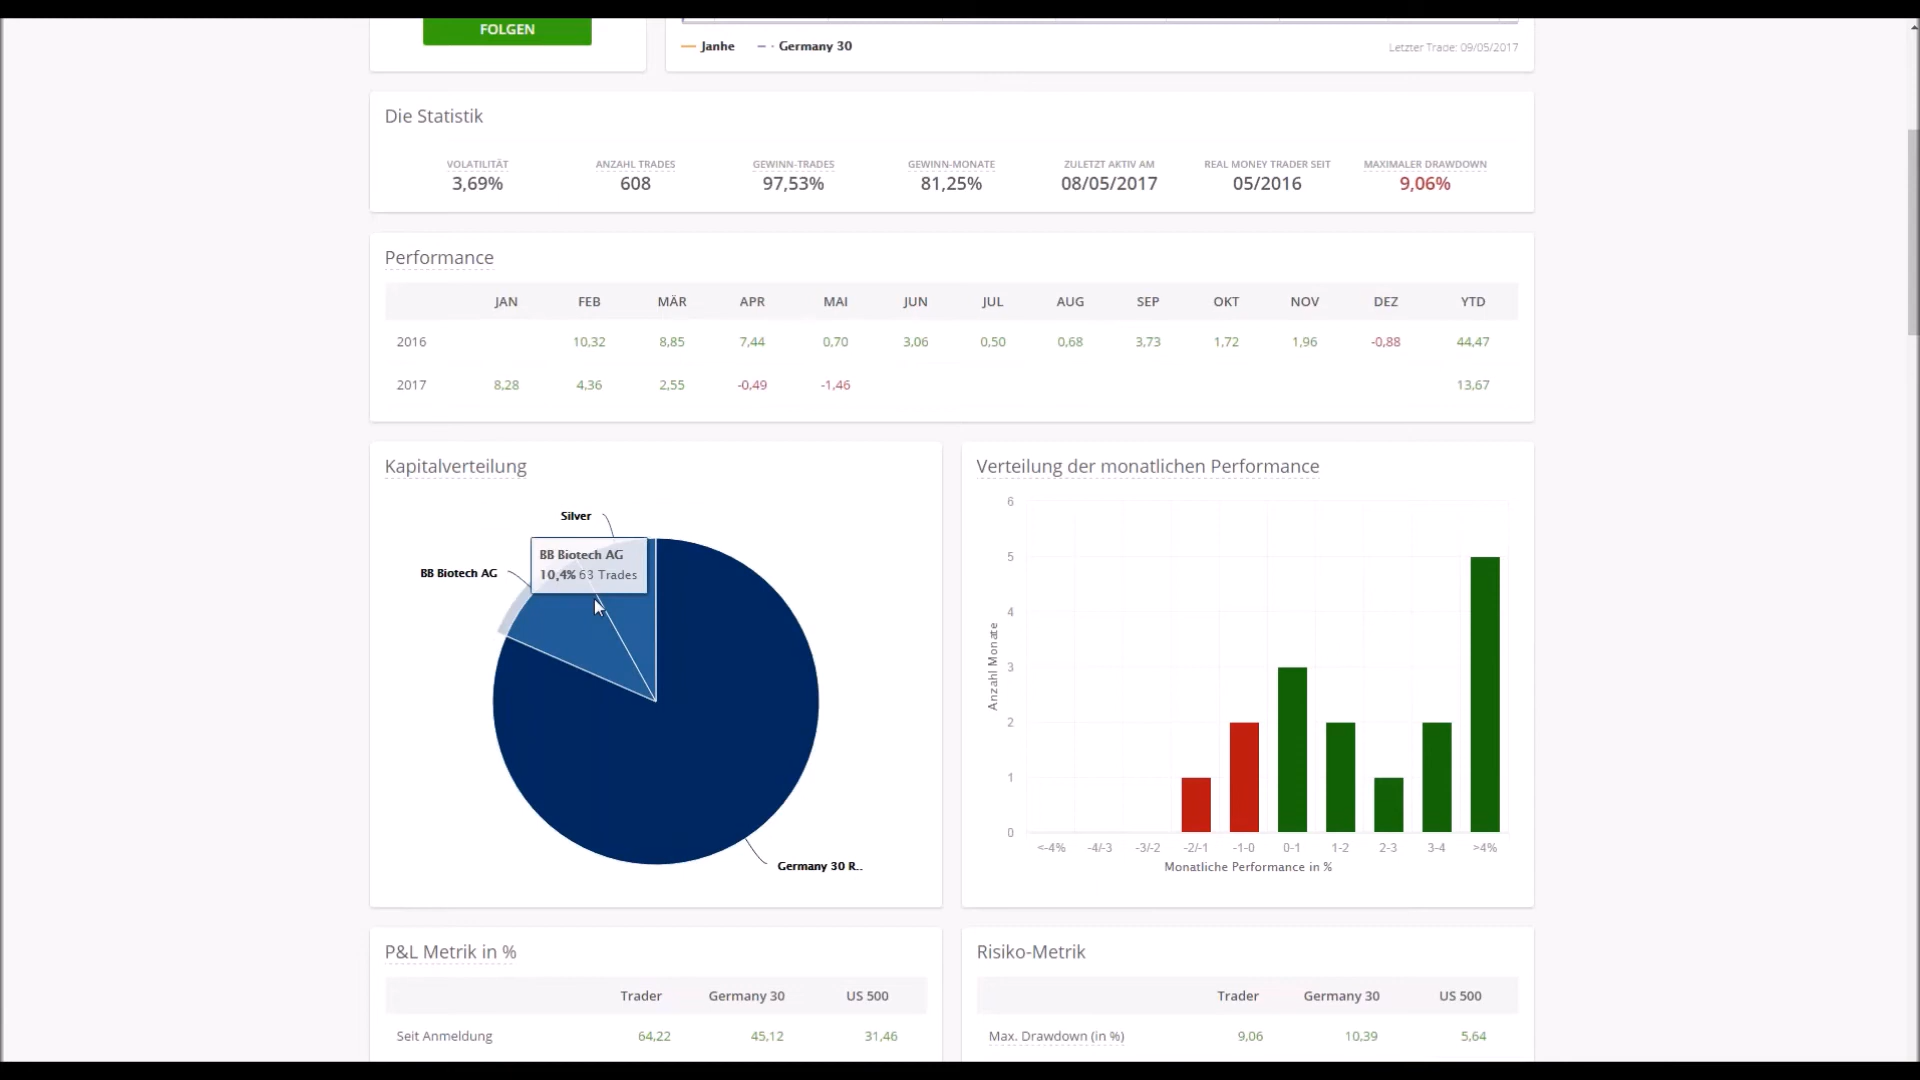 FOLGEN
Janhe
Germany 30
Letzter Trade: 09/05/2017
Die Statistik
VOLATILITÄT ANZAHL TRADES GEWINN-TRADES GEWINN-MONATE ZULETZT AKTIV AM REAL MONEY TRADER SEIT MAXIMALER DRAWDOWN
3,69% 608 97,53% 81,25% 08/05/2017 05/2016 9,06%
Performance
JAN FEB MÄR APR MAI JUN JUL AUG SEP OKT NOV DEZ YTD
2016 10,32 8,85 7,44 0,70 3,06 0,50 0,68 3,73 1,72 1,96 -0,88 44,47
2017 8,28 4,36 2,55 -0,49 -1,46 13,67
Kapitalverteilung
Silver
BB Biotech AG
10,4% 63 Trades
BB Biotech AG
Germany 30 R..
Verteilung der monatlichen Performance
6
5
4
3
2
1
0
Anzahl Monate
<-4% -4/-3 -3/-2 -2/-1 -1-0 0-1 1-2 2-3 3-4 >4%
Monatliche Performance in %
P&L Metrik in %
Trader Germany 30 US 500
Seit Anmeldung 64,22 45,12 31,46
Risiko-Metrik
Trader Germany 30 US 500
Max. Drawdown (in %) 9,06 10,39 5,64